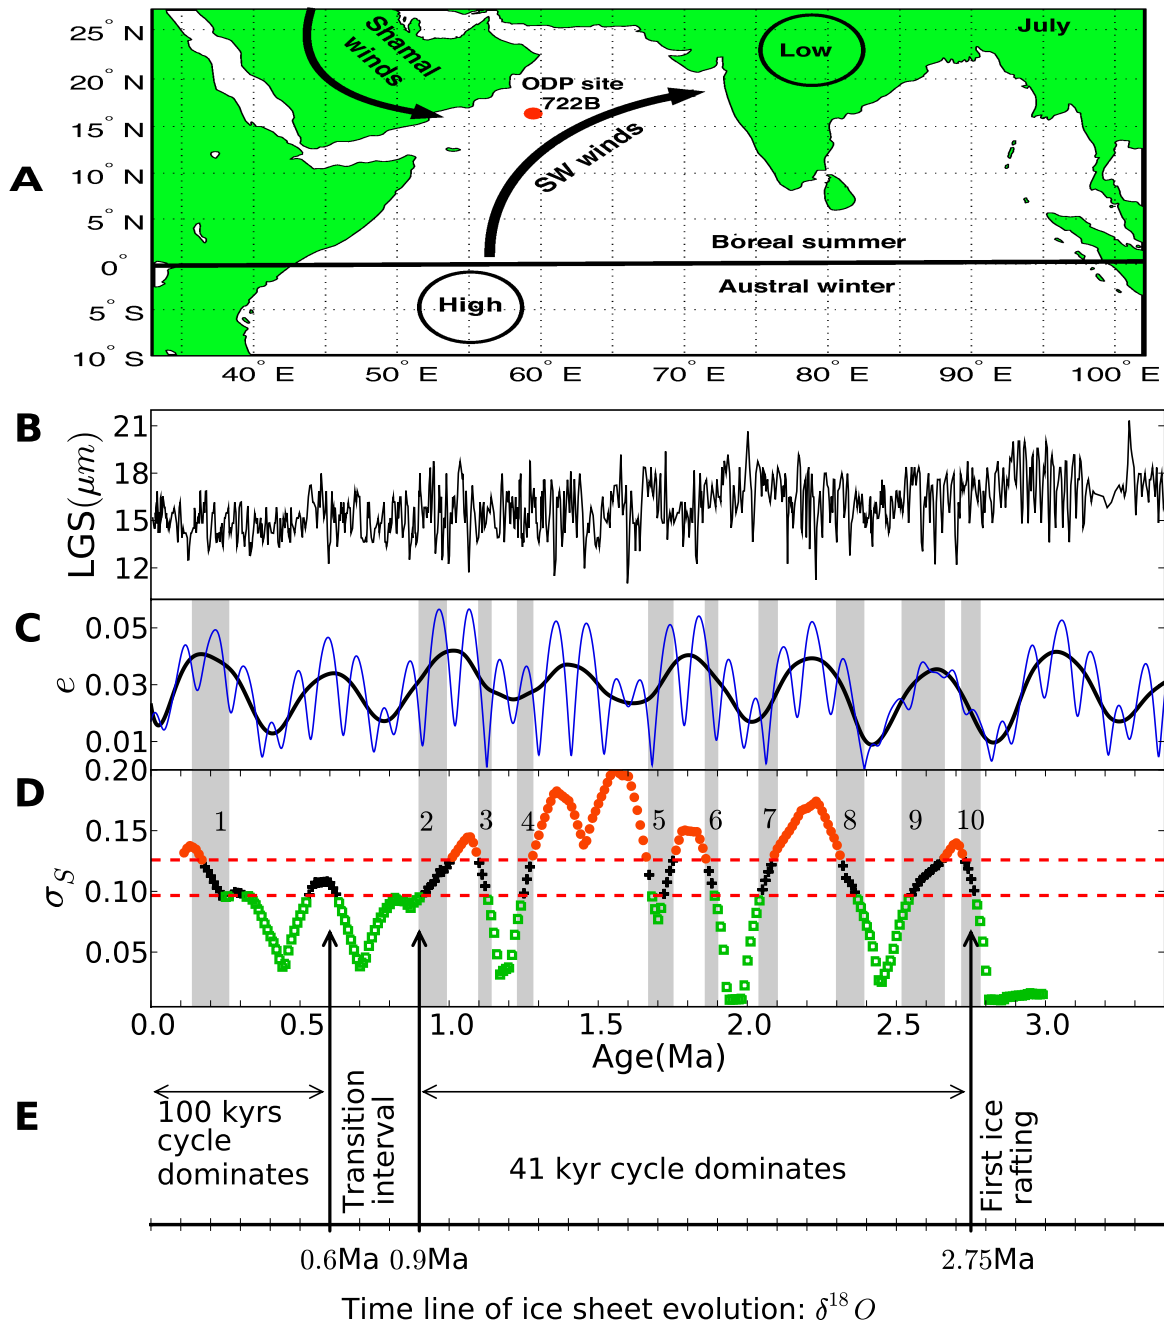 A
25° N
20° N
15° N
10° N
5° N
0°
5° S
10° S
Shamal
winds
ODP site
722B
SW winds
Low
July
Boreal summer
Austral winter
High
40° E
50° E
60° E
70° E
80° E
90° E
100° E
B
LGS(μm)
21
18
15
12
C
e
0.05
0.03
0.01
D
σ_S
0.20
0.15
0.10
0.05
1
2
3
4
5
6
7
8
9
10
0.0
0.5
1.0
1.5
2.0
2.5
3.0
Age(Ma)
E
100 kyrs
cycle
dominates
Transition
interval
41 kyr cycle dominates
First ice
rafting
0.6Ma
0.9Ma
2.75Ma
Time line of ice sheet evolution: δ¹⁸O